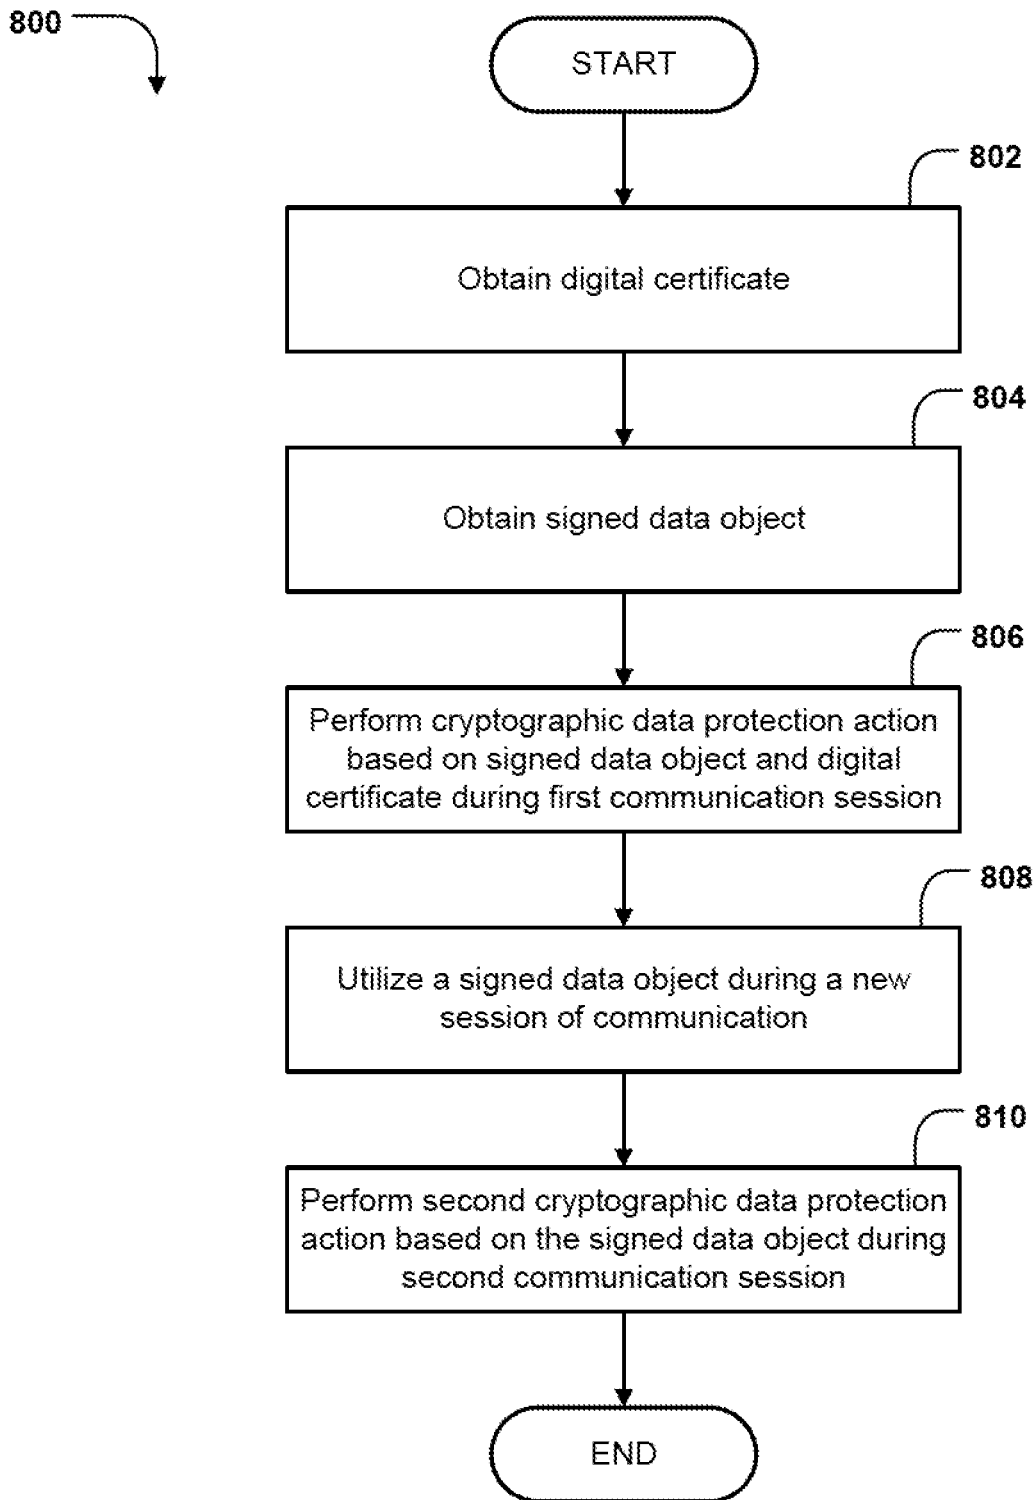 800
START
802
Obtain digital certificate
804
Obtain signed data object
806
Perform cryptographic data protection action
based on signed data object and digital
certificate during first communication session
808
Utilize a signed data object during a new
session of communication
810
Perform second cryptographic data protection
action based on the signed data object during
second communication session
END